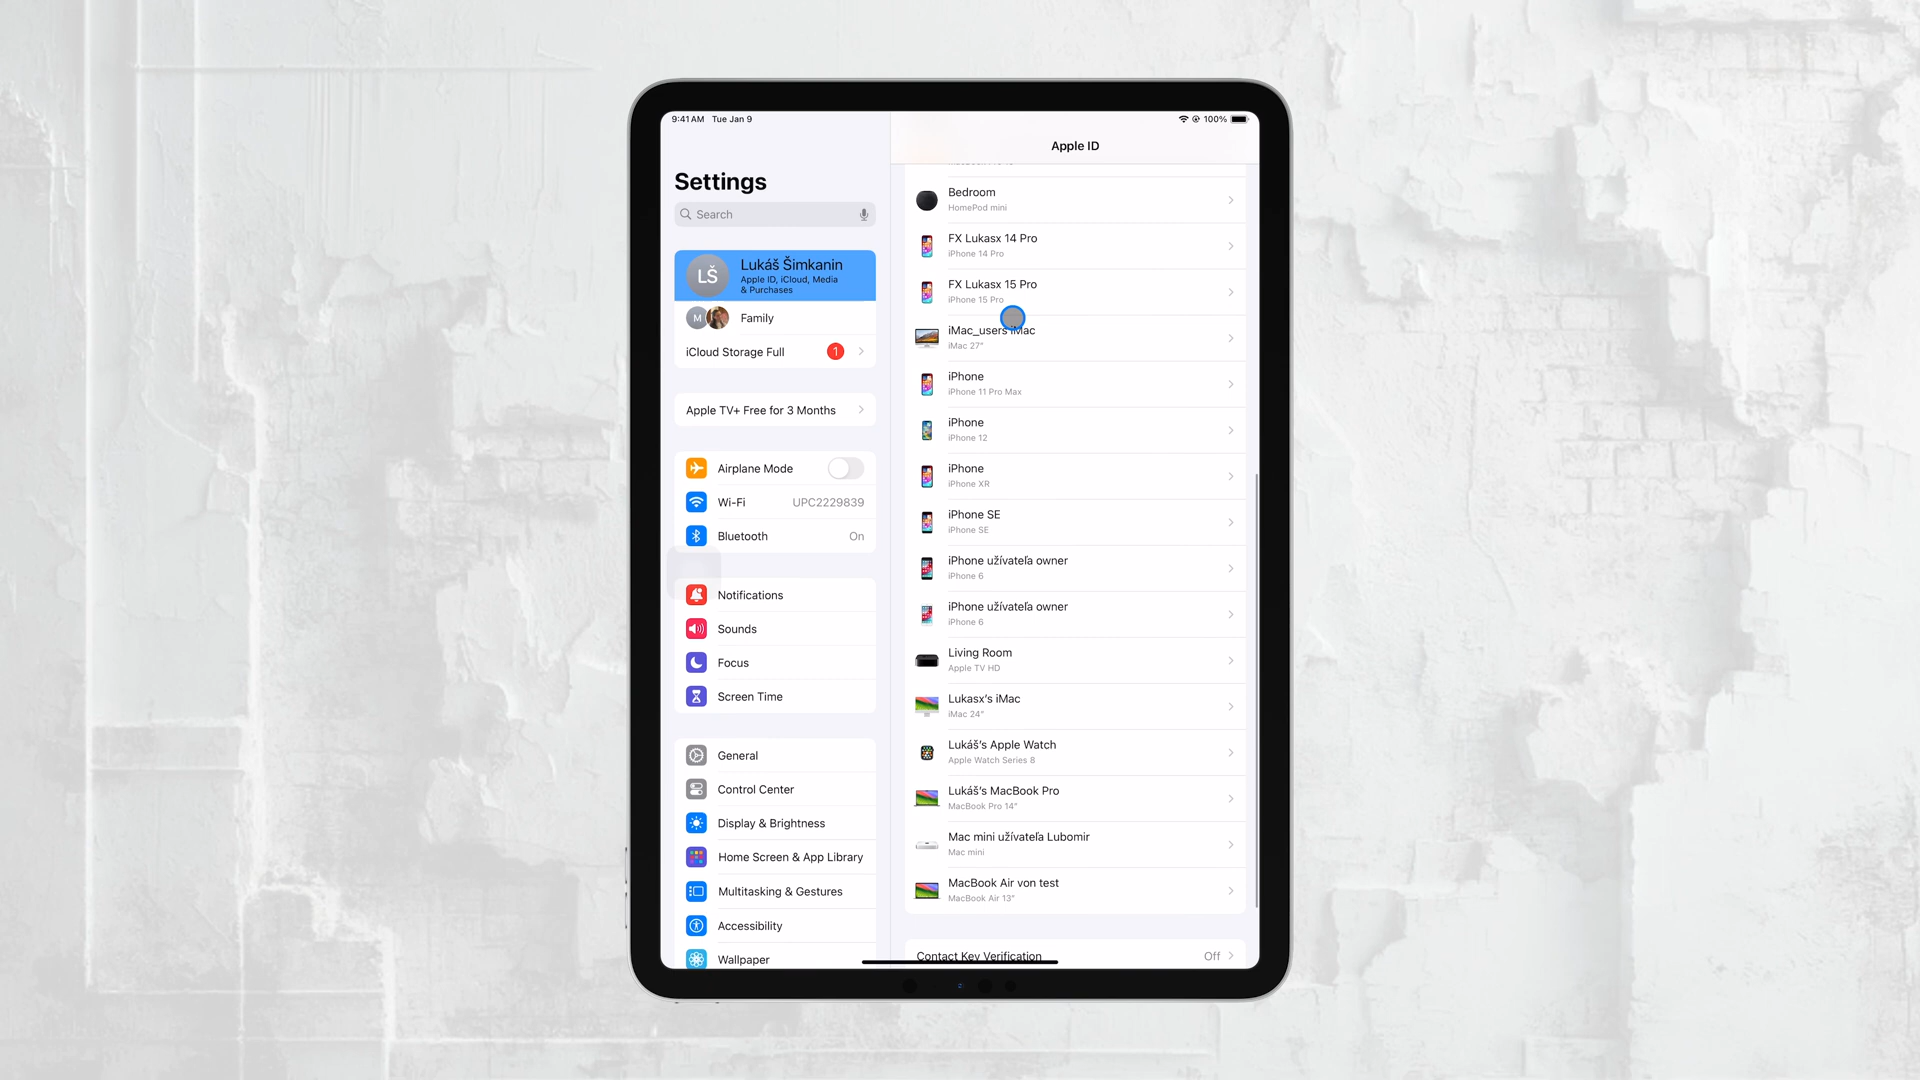 9:41 AM Tue Jan 9
100%
Settings
Search
LŠ
Lukáš Šimkanin
Apple ID, iCloud, Media
& Purchases
M
Family
iCloud Storage Full
1
Apple TV+ Free for 3 Months
Airplane Mode
Wi-Fi
UPC2229839
Bluetooth
On
Notifications
Sounds
Focus
Screen Time
General
Control Center
Display & Brightness
Home Screen & App Library
Multitasking & Gestures
Accessibility
Wallpaper
Apple ID
Bedroom
HomePod mini
FX Lukasx 14 Pro
iPhone 14 Pro
FX Lukasx 15 Pro
iPhone 15 Pro
iMac_users iMac
iMac 27"
iPhone
iPhone 11 Pro Max
iPhone
iPhone 12
iPhone
iPhone XR
iPhone SE
iPhone SE
iPhone užívateľa owner
iPhone 6
iPhone užívateľa owner
iPhone 6
Living Room
Apple TV HD
Lukasx's iMac
iMac 24"
Lukáš's Apple Watch
Apple Watch Series 8
Lukáš's MacBook Pro
MacBook Pro 14"
Mac mini užívateľa Lubomir
Mac mini
MacBook Air von test
MacBook Air 13"
Contact Key Verification
Off